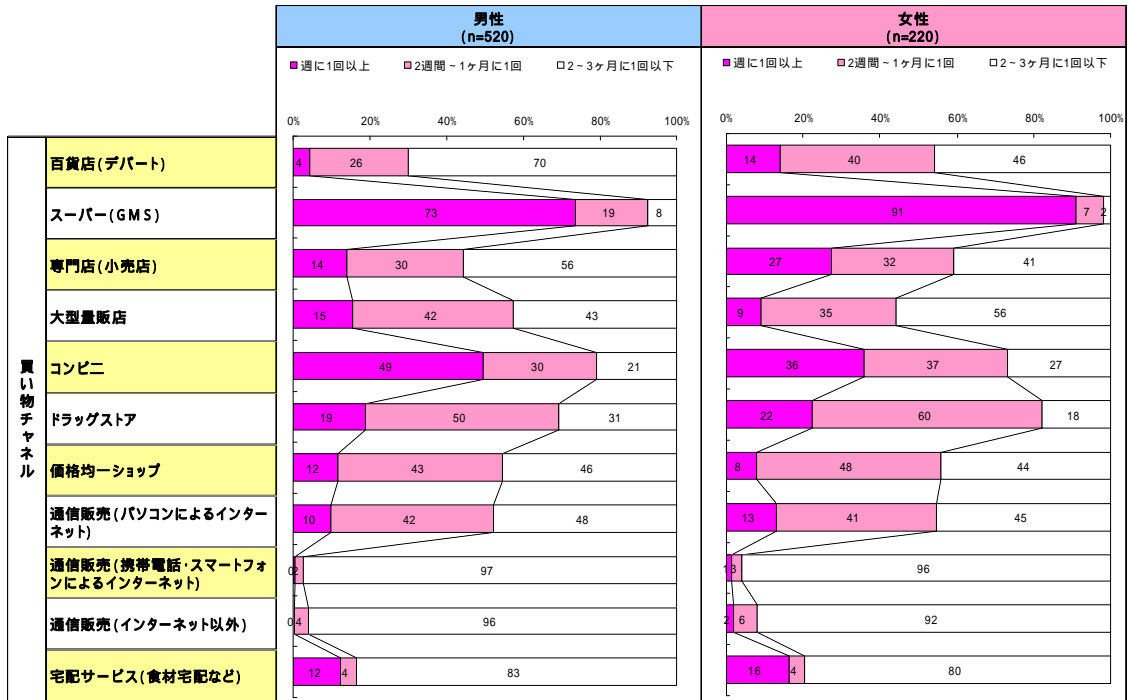 男性
(n=520)
女性
(n=220)
■週に1回以上 ■2週間~1ヶ月に1回 □2~3ヶ月に1回以下
■週に1回以上 ■2週間~1ヶ月に1回 □2~3ヶ月に1回以下
0% 20% 40% 60% 80% 100%
0% 20% 40% 60% 80% 100%
買い物チャネル
百貨店(デパート)
4 26 70
14 40 46
スーパー(GMS)
73 19 8
91 7 2
専門店(小売店)
14 30 56
27 32 41
大型量販店
15 42 43
9 35 56
コンビニ
49 30 21
36 37 27
ドラッグストア
19 50 31
22 60 18
価格均一ショップ
12 43 46
8 48 44
通信販売(パソコンによるインター
ネット)
10 42 48
13 41 45
通信販売(携帯電話・スマートフォ
ンによるインターネット)
0 2 97
1 3 96
通信販売(インターネット以外)
0 4 96
2 6 92
宅配サービス(食材宅配など)
12 4 83
16 4 80